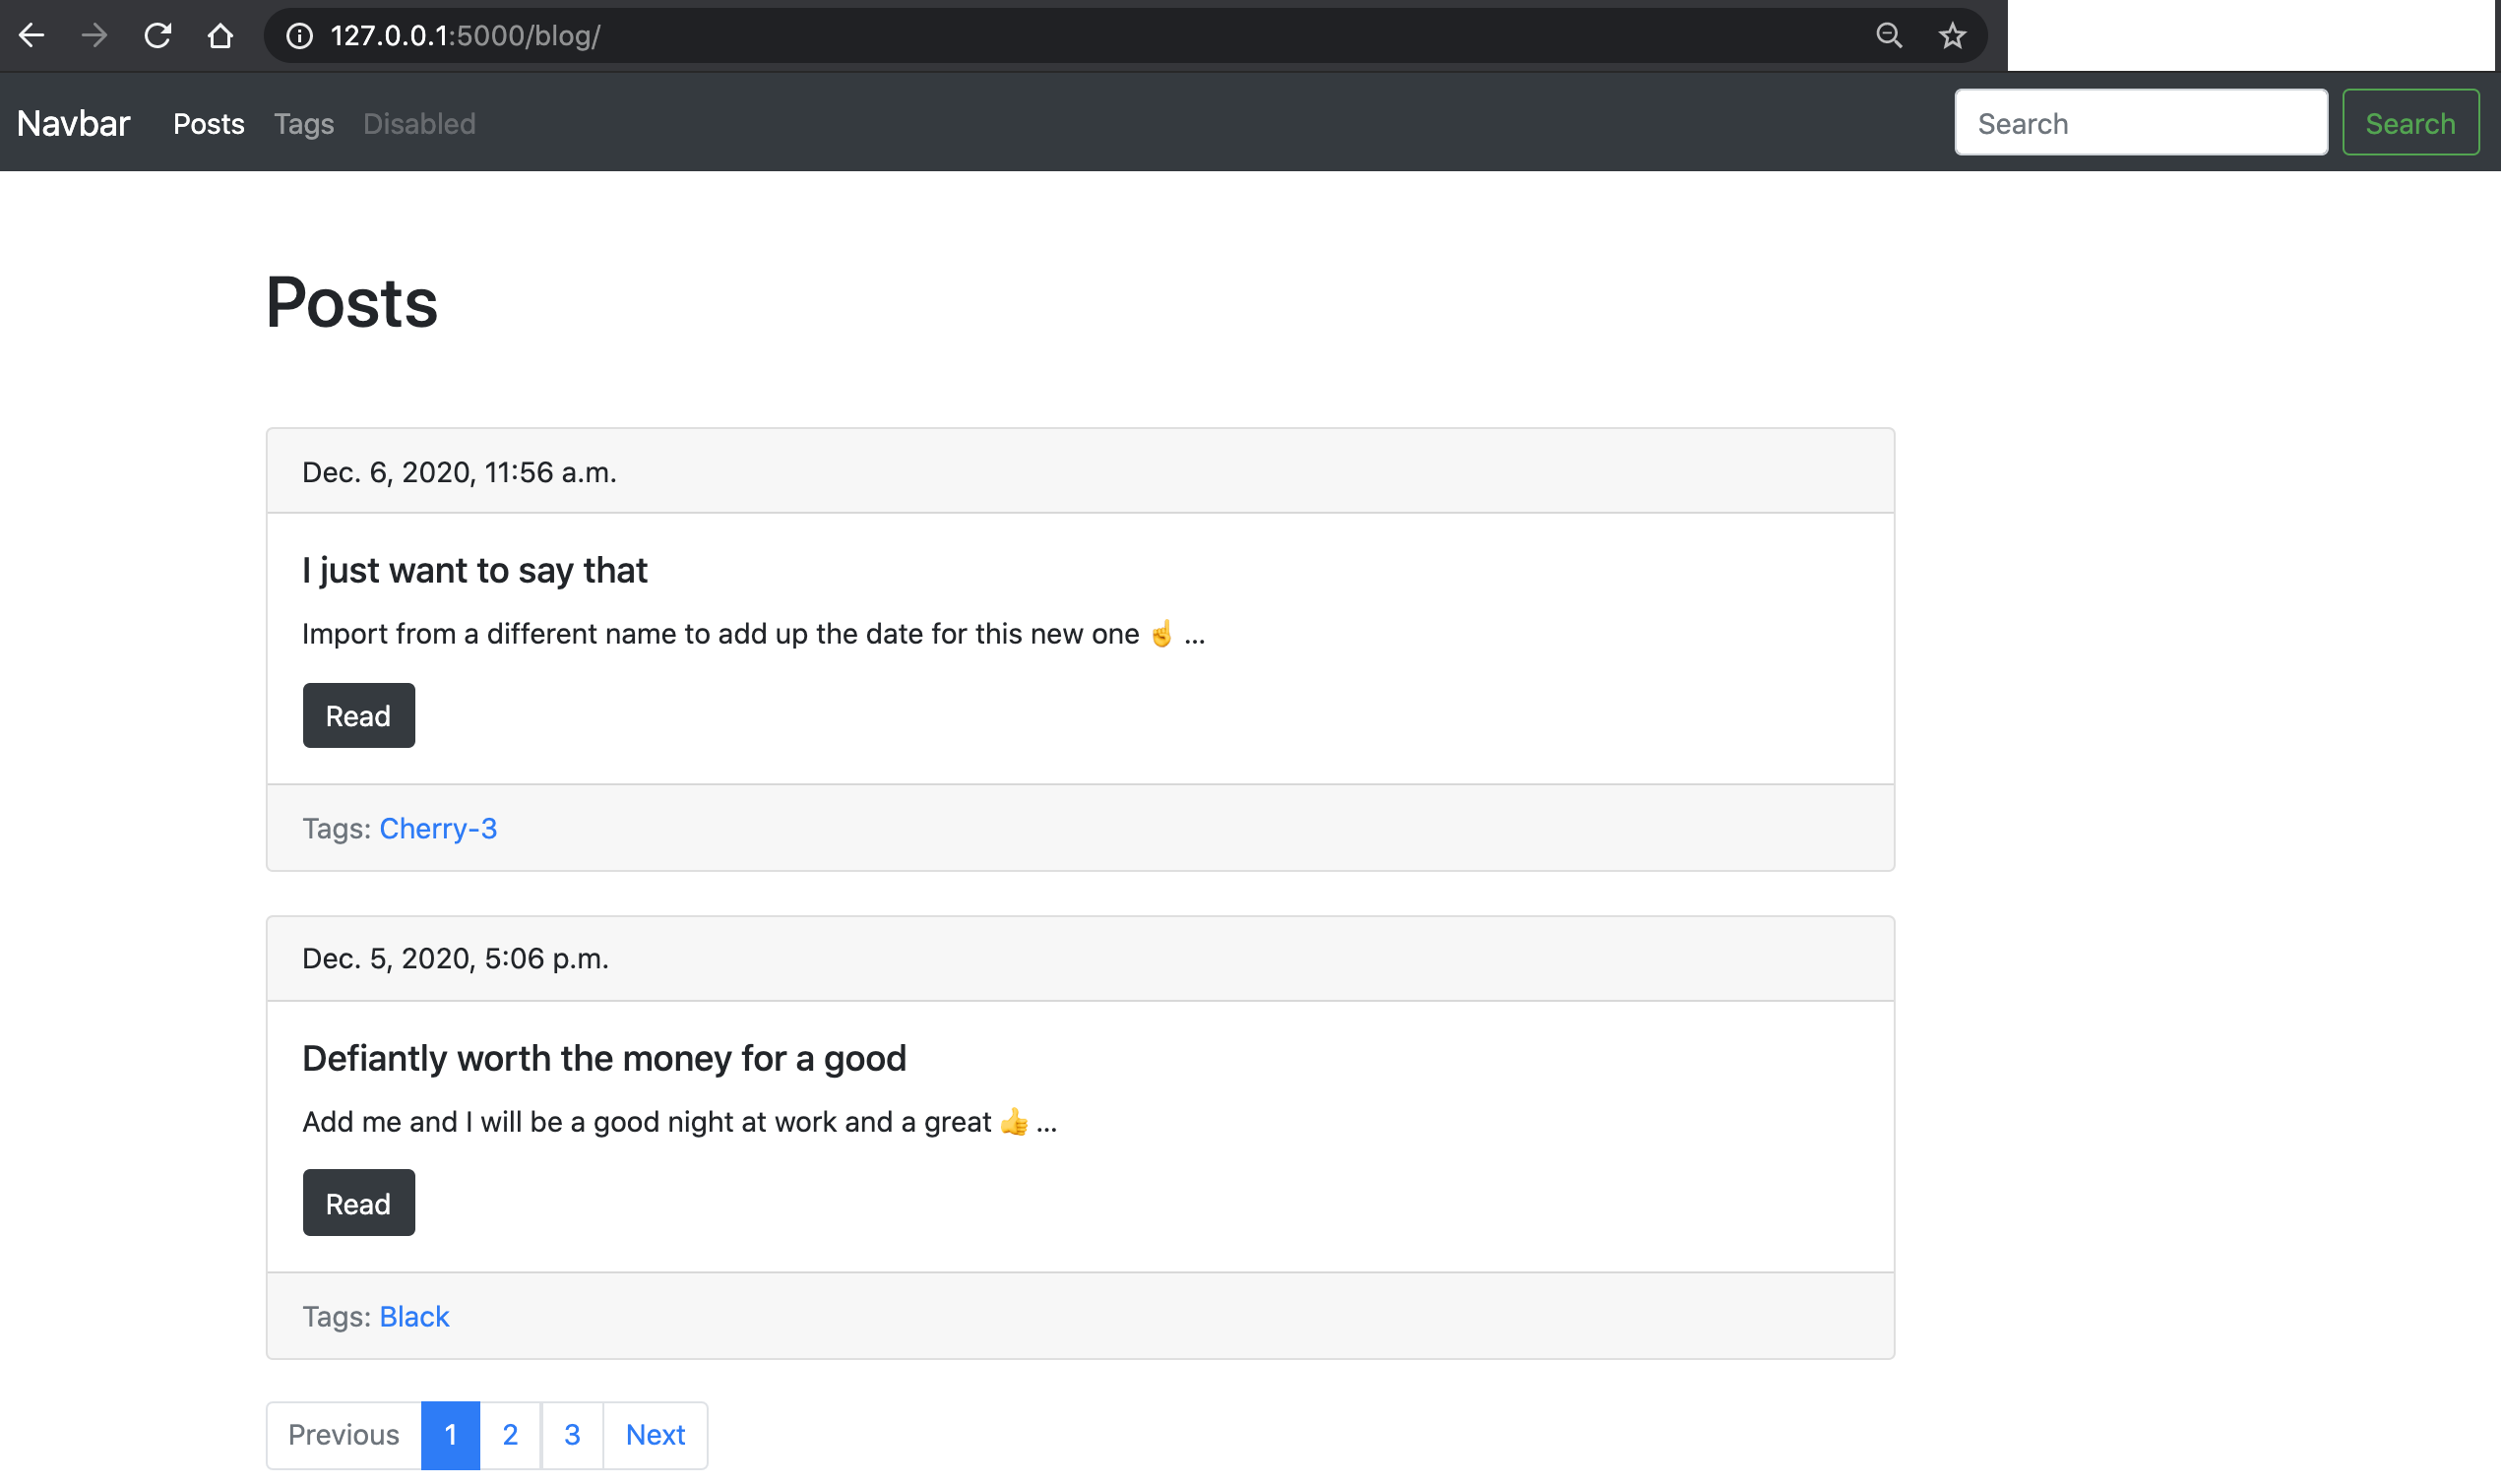 127.0.0.1:5000/blog/
Navbar Posts Tags Disabled Search Search
Posts
Dec. 6, 2020, 11:56 a.m.
I just want to say that
Import from a different name to add up the date for this new one ☝️ ...
Read
Tags: Cherry-3
Dec. 5, 2020, 5:06 p.m.
Defiantly worth the money for a good
Add me and I will be a good night at work and a great 👍 ...
Read
Tags: Black
Previous 1 2 3 Next